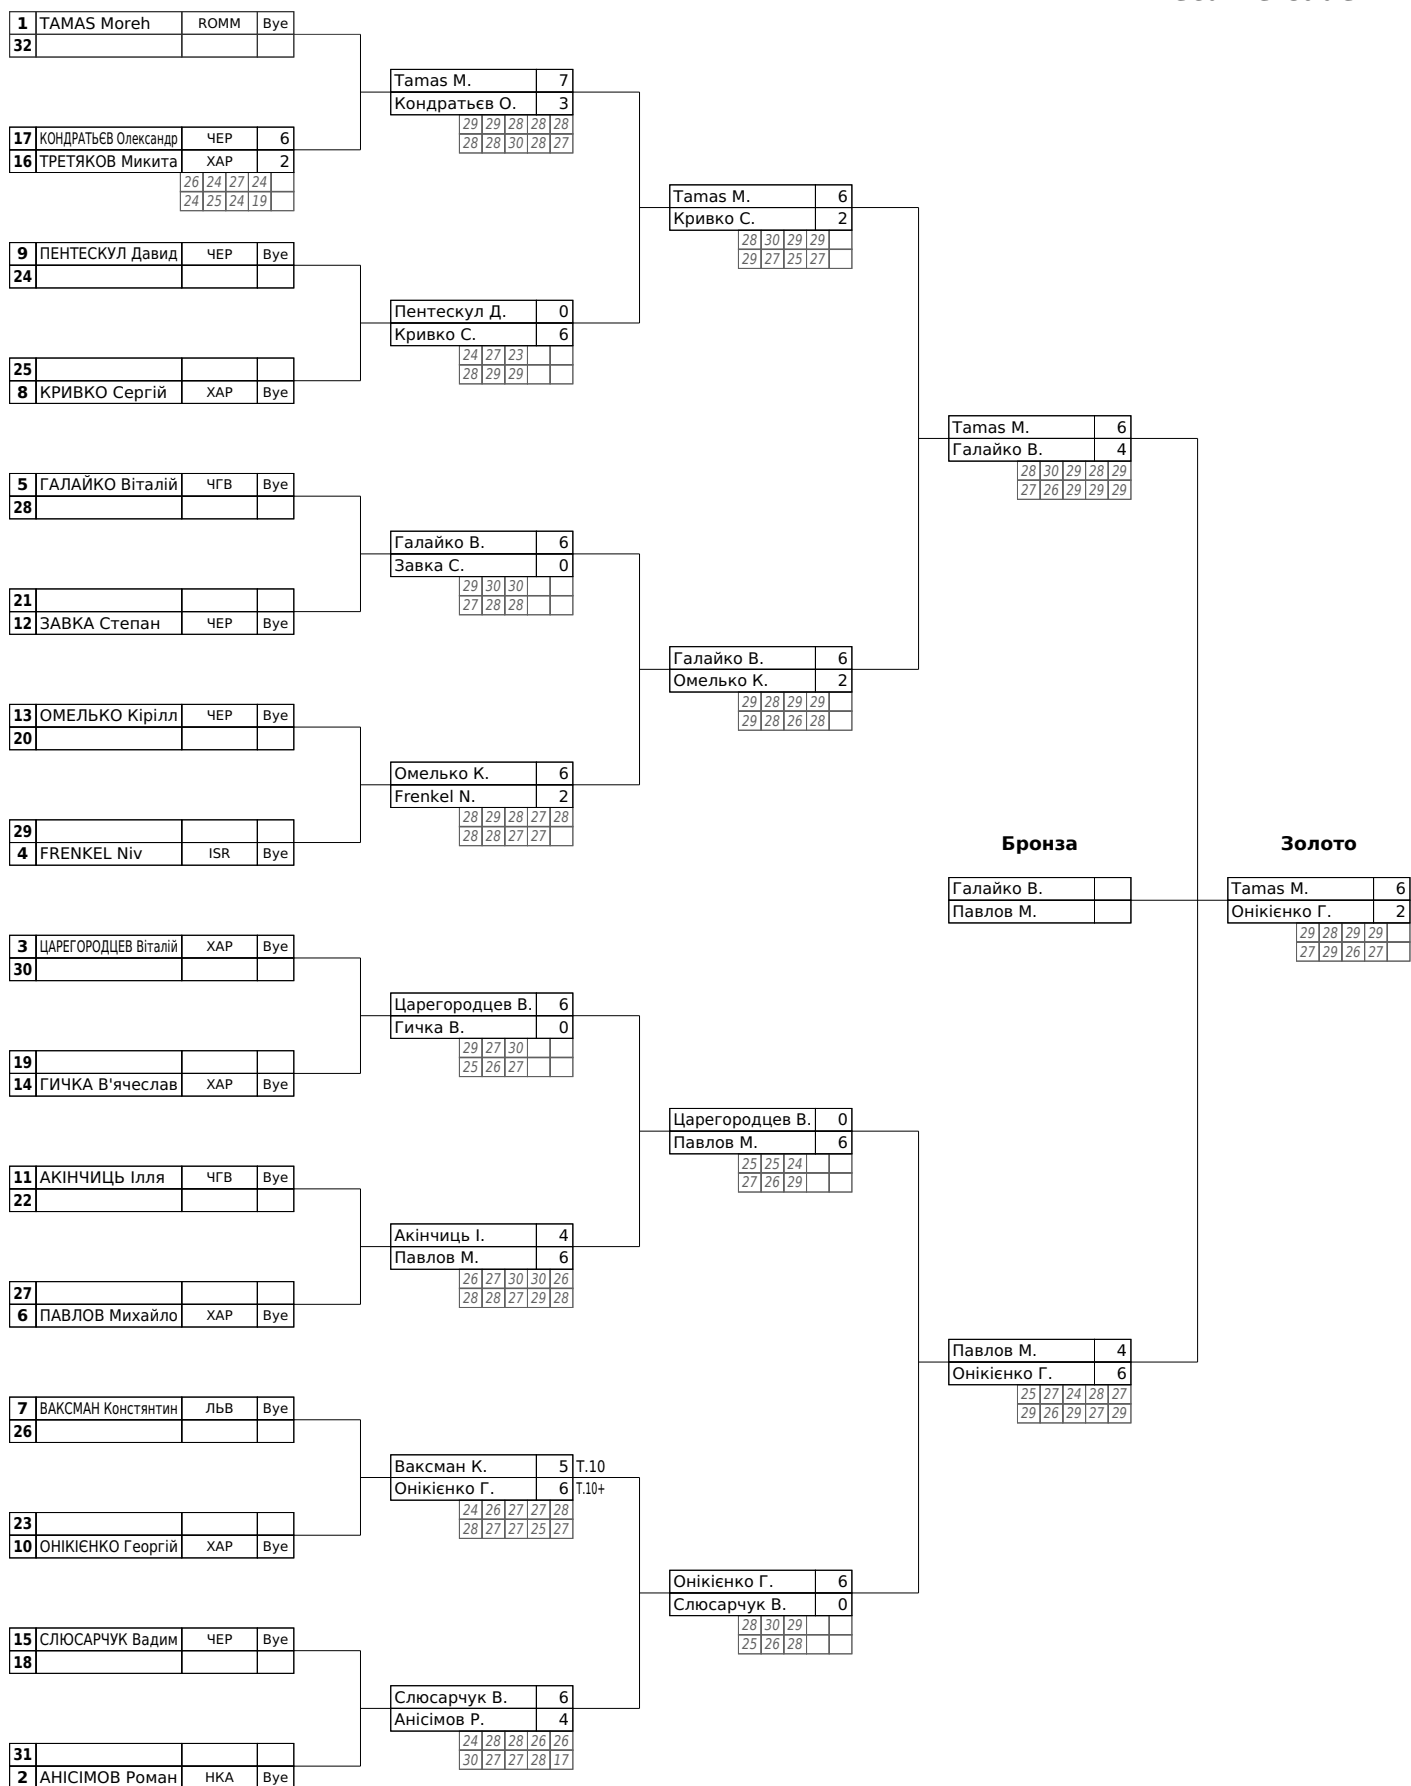 1 TAMAS Moreh ROMM Bye
32
Tamas M. 7
Кондратьєв О. 3
29 29 28 28 28
28 28 30 28 27
17 КОНДРАТЬЄВ Олександр ЧЕР 6
16 ТРЕТЯКОВ Микита ХАР 2
26 24 27 24
24 25 24 19
Tamas M. 6
Кривко С. 2
28 30 29 29
29 27 25 27
9 ПЕНТЕСКУЛ Давид ЧЕР Bye
24
Пентескул Д. 0
Кривко С. 6
24 27 23
28 29 29
25
8 КРИВКО Сергій ХАР Bye
Tamas M. 6
Галайко В. 4
28 30 29 28 29
27 26 29 29 29
5 ГАЛАЙКО Віталій ЧГВ Bye
28
Галайко В. 6
Завка С. 0
29 30 30
27 28 28
21
12 ЗАВКА Степан ЧЕР Bye
Галайко В. 6
Омелько К. 2
29 28 29 29
29 28 26 28
13 ОМЕЛЬКО Кірілл ЧЕР Bye
20
Омелько К. 6
Frenkel N. 2
28 29 28 27 28
28 28 27 27
29
4 FRENKEL Niv ISR Bye
Бронза Золото
Галайко В.
Павлов М.
Tamas M. 6
Онікієнко Г. 2
29 28 29 29
27 29 26 27
3 ЦАРЕГОРОДЦЕВ Віталій ХАР Bye
30
Царегородцев В. 6
Гичка В. 0
29 27 30
25 26 27
19
14 ГИЧКА В'ячеслав ХАР Bye
Царегородцев В. 0
Павлов М. 6
25 25 24
27 26 29
11 АКІНЧИЦЬ Ілля ЧГВ Bye
22
Акінчиць І. 4
Павлов М. 6
26 27 30 30 26
28 28 27 29 28
27
6 ПАВЛОВ Михайло ХАР Bye
Павлов М. 4
Онікієнко Г. 6
25 27 24 28 27
29 26 29 27 29
7 ВАКСМАН Констянтин ЛЬВ Bye
26
Ваксман К. 5 T.10
Онікієнко Г. 6 T.10+
24 26 27 27 28
28 27 27 25 27
23
10 ОНІКІЄНКО Георгій ХАР Bye
Онікієнко Г. 6
Слюсарчук В. 0
28 30 29
25 26 28
15 СЛЮСАРЧУК Вадим ЧЕР Bye
18
Слюсарчук В. 6
Анісімов Р. 4
24 28 28 26 26
30 27 27 28 17
31
2 АНІСІМОВ Роман НКА Bye